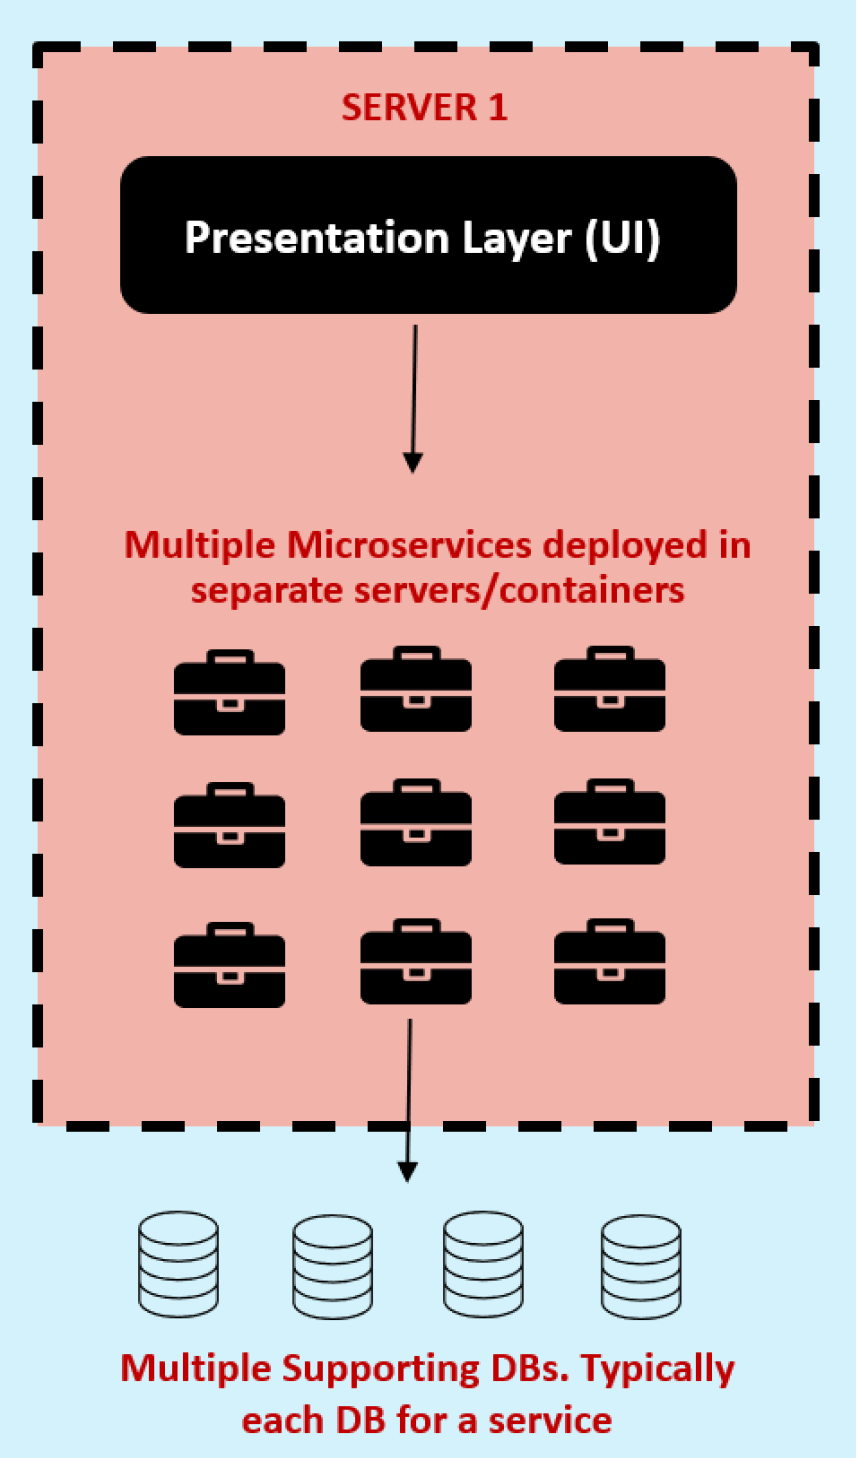 SERVER 1
Presentation Layer (UI)
Multiple Microservices deployed in
separate servers/containers
Multiple Supporting DBs. Typically
each DB for a service